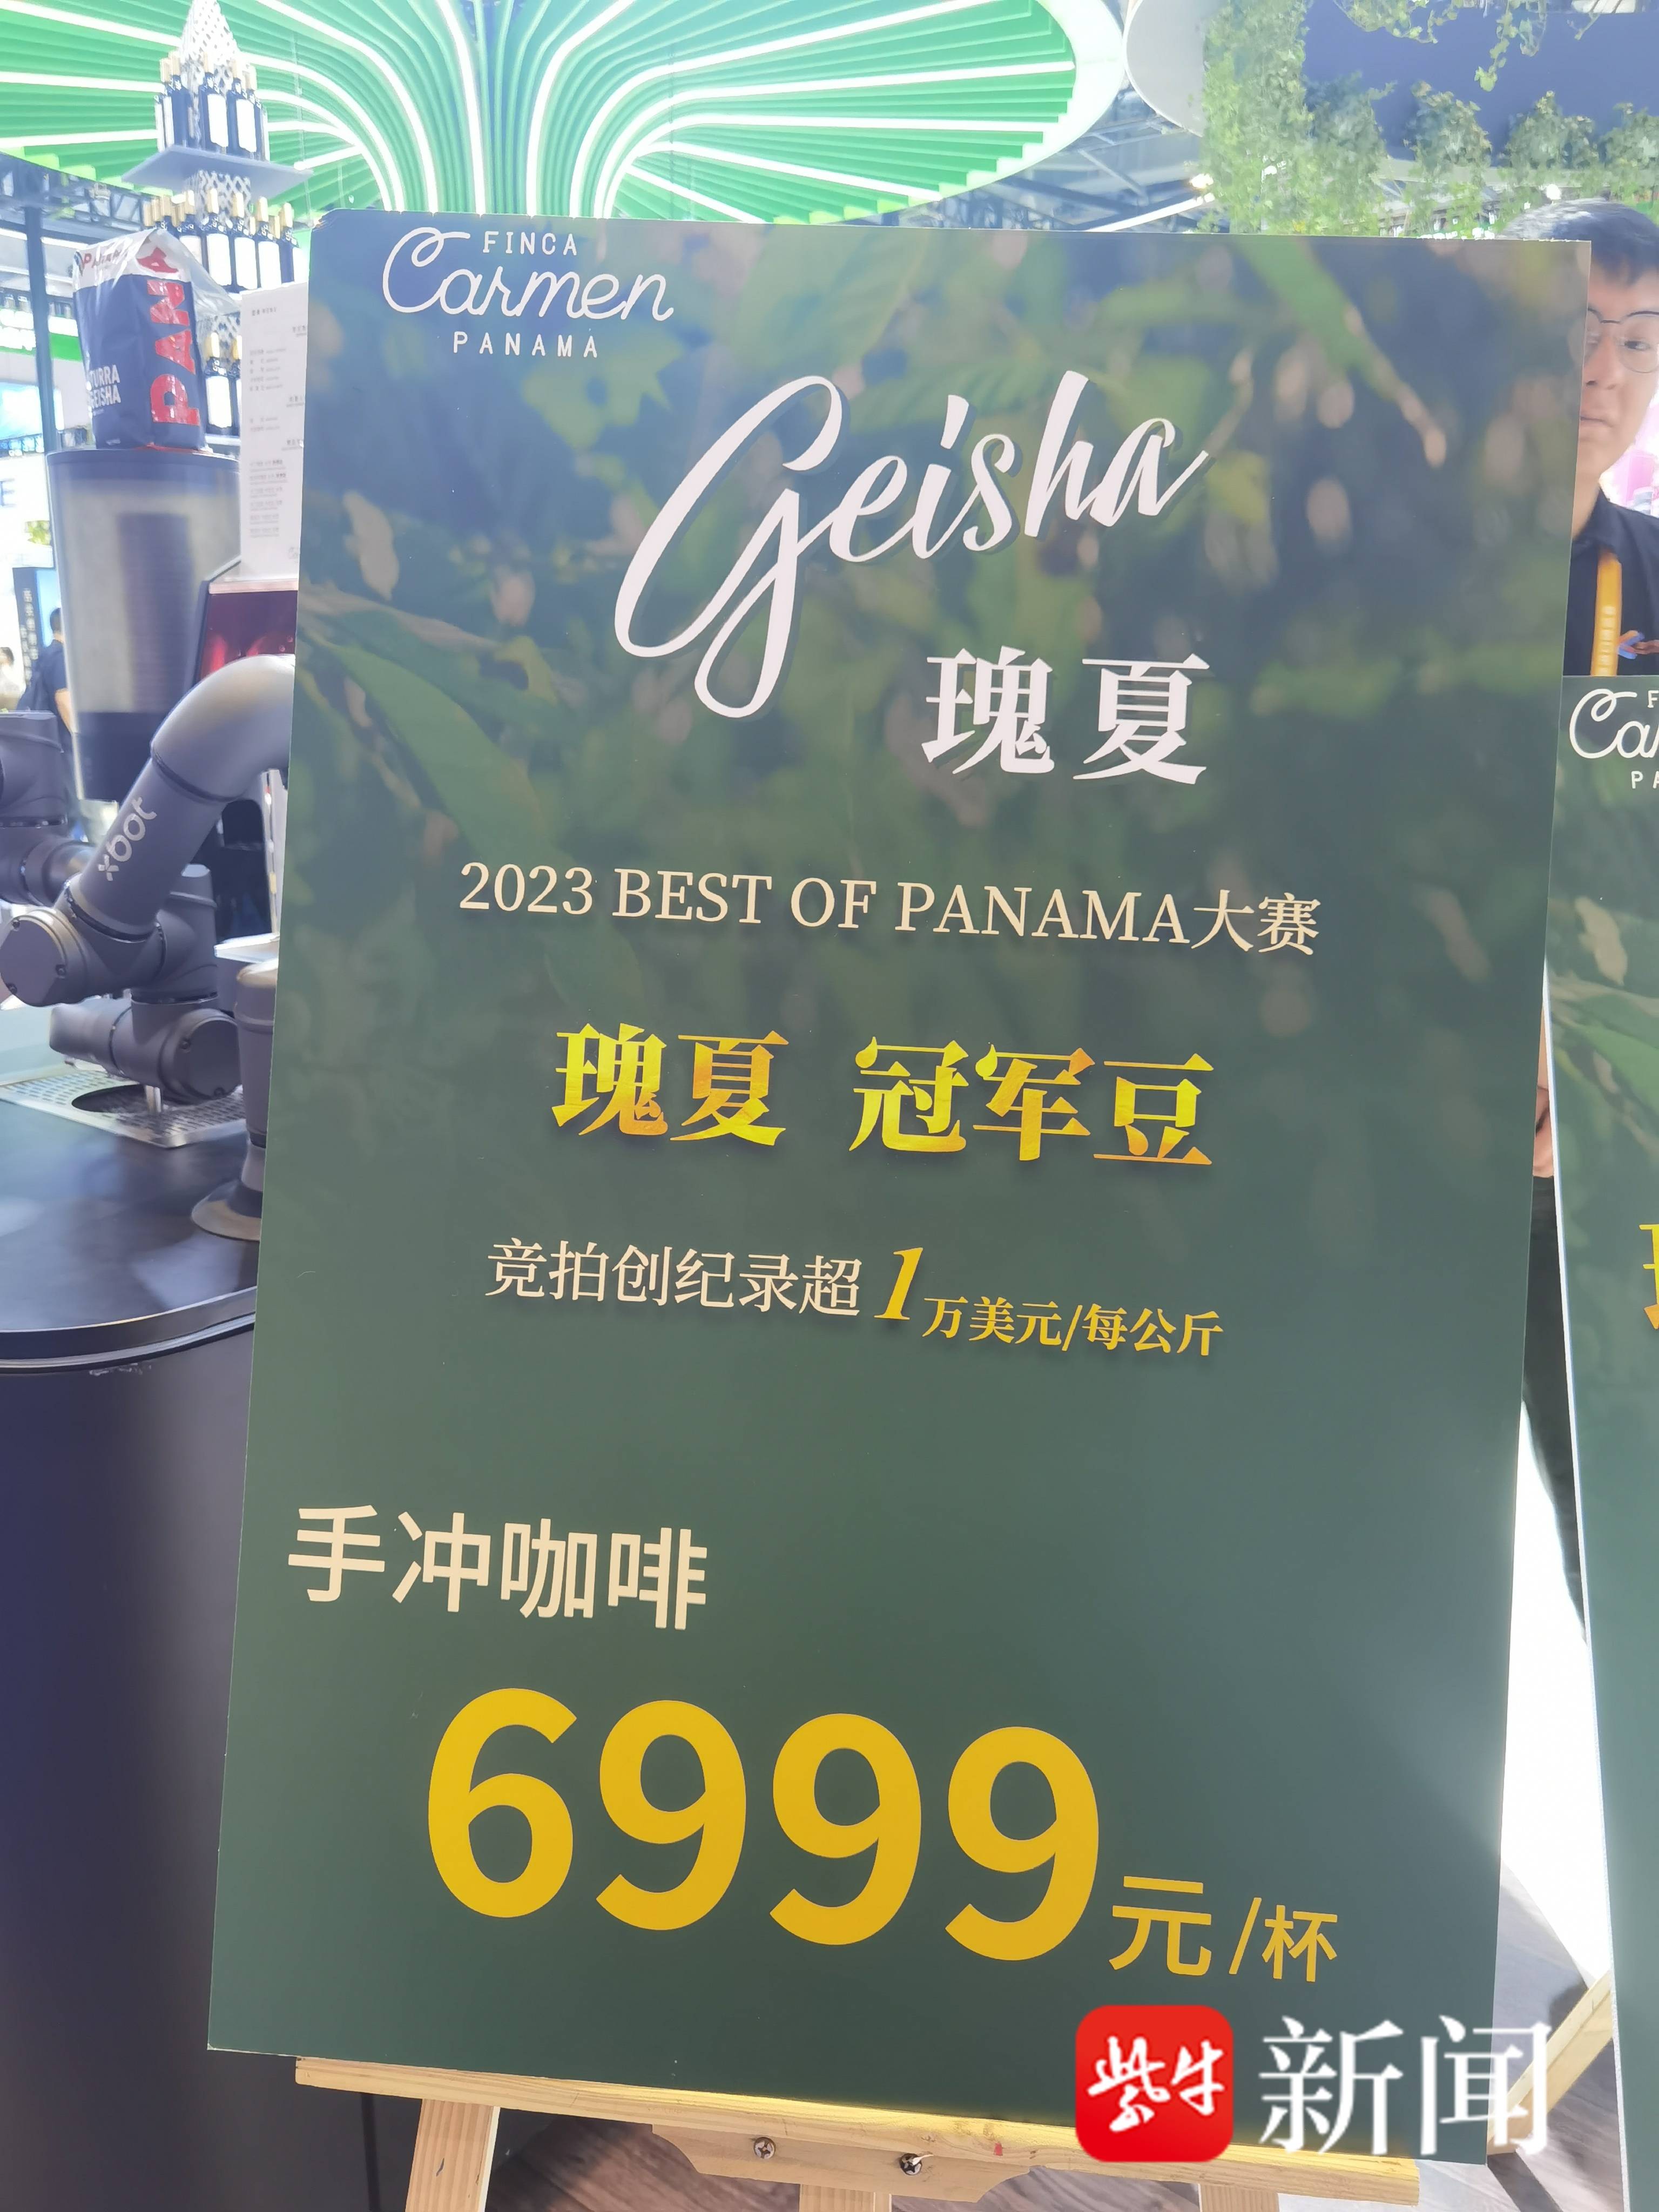 FINCA
Carmen
PANAMA
Geisha
瑰夏
2023 BEST OF PANAMA大赛
瑰夏 冠军豆
竞拍创纪录超1万美元/每公斤
手冲咖啡
6999元/杯
PAN
GEISHA
xbot
紫牛新闻